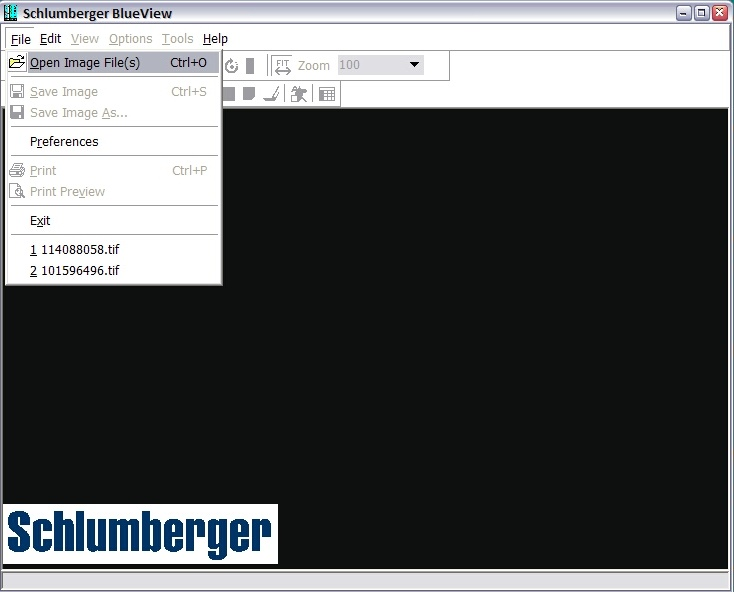 Schlumberger BlueView
File Edit View Options Tools Help
Open Image File(s) Ctrl+O
FIT Zoom 100
Save Image Ctrl+S
Save Image As...
Preferences
Print Ctrl+P
Print Preview
Exit
1 114088058.tif
2 101596496.tif
Schlumberger